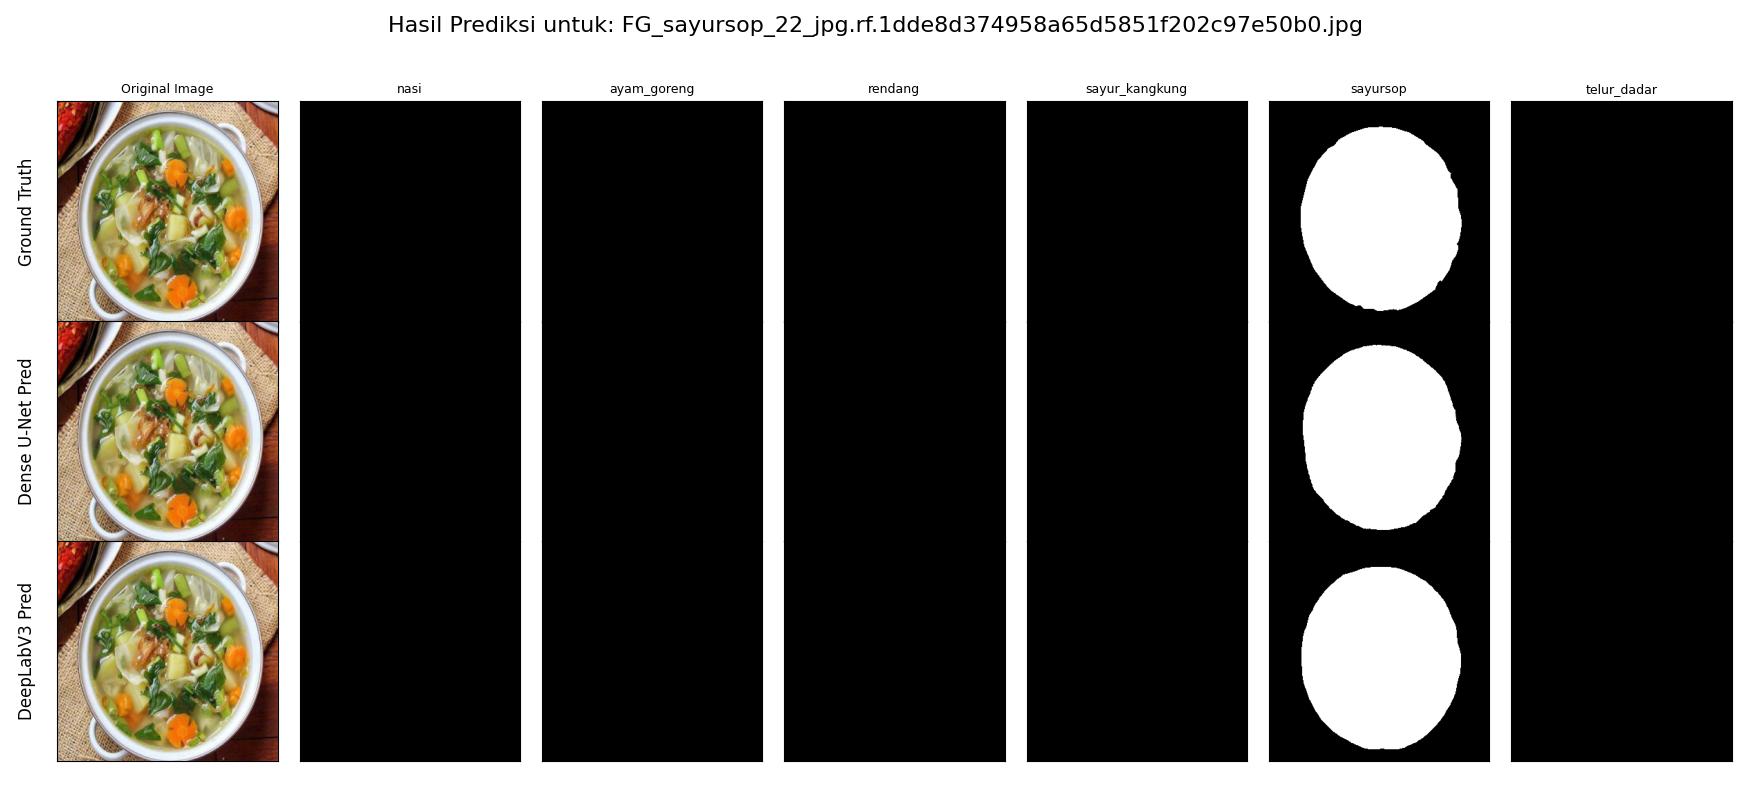 Hasil Prediksi untuk: FG_sayursop_22_jpg.rf.1dde8d374958a65d5851f202c97e50b0.jpg
Original Image
nasi
ayam_goreng
rendang
sayur_kangkung
sayursop
telur_dadar
Ground Truth
Dense U-Net Pred
DeepLabV3 Pred